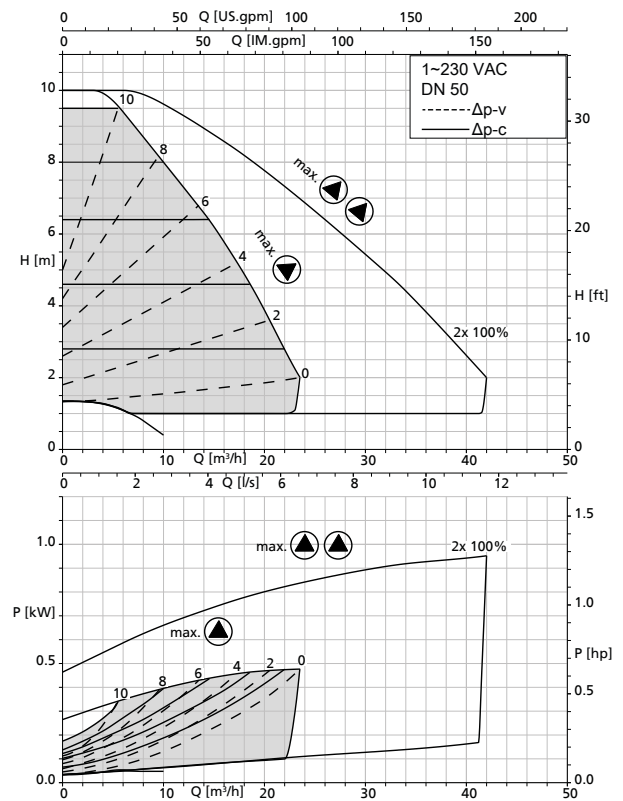 50 100 150 200
Q [US.gpm]
0 50 100 150
Q [IM.gpm]
1~230 VAC
DN 50
Δp-v
Δp-c
10 8 6 4 2 0
H [m]
30 20 10 0
H [ft]
10
8
6
4
2
0
max.
max.
2x 100%
0 10 20 30 40 50
Q [m³/h]
0 2 4 6 8 10 12
Q [l/s]
1.0
0.5
0.0
P [kW]
1.5
1.0
0.5
0.0
P [hp]
max.
2x 100%
max.
10 8 6 4 2 0
0 10 20 30 40 50
Q [m³/h]